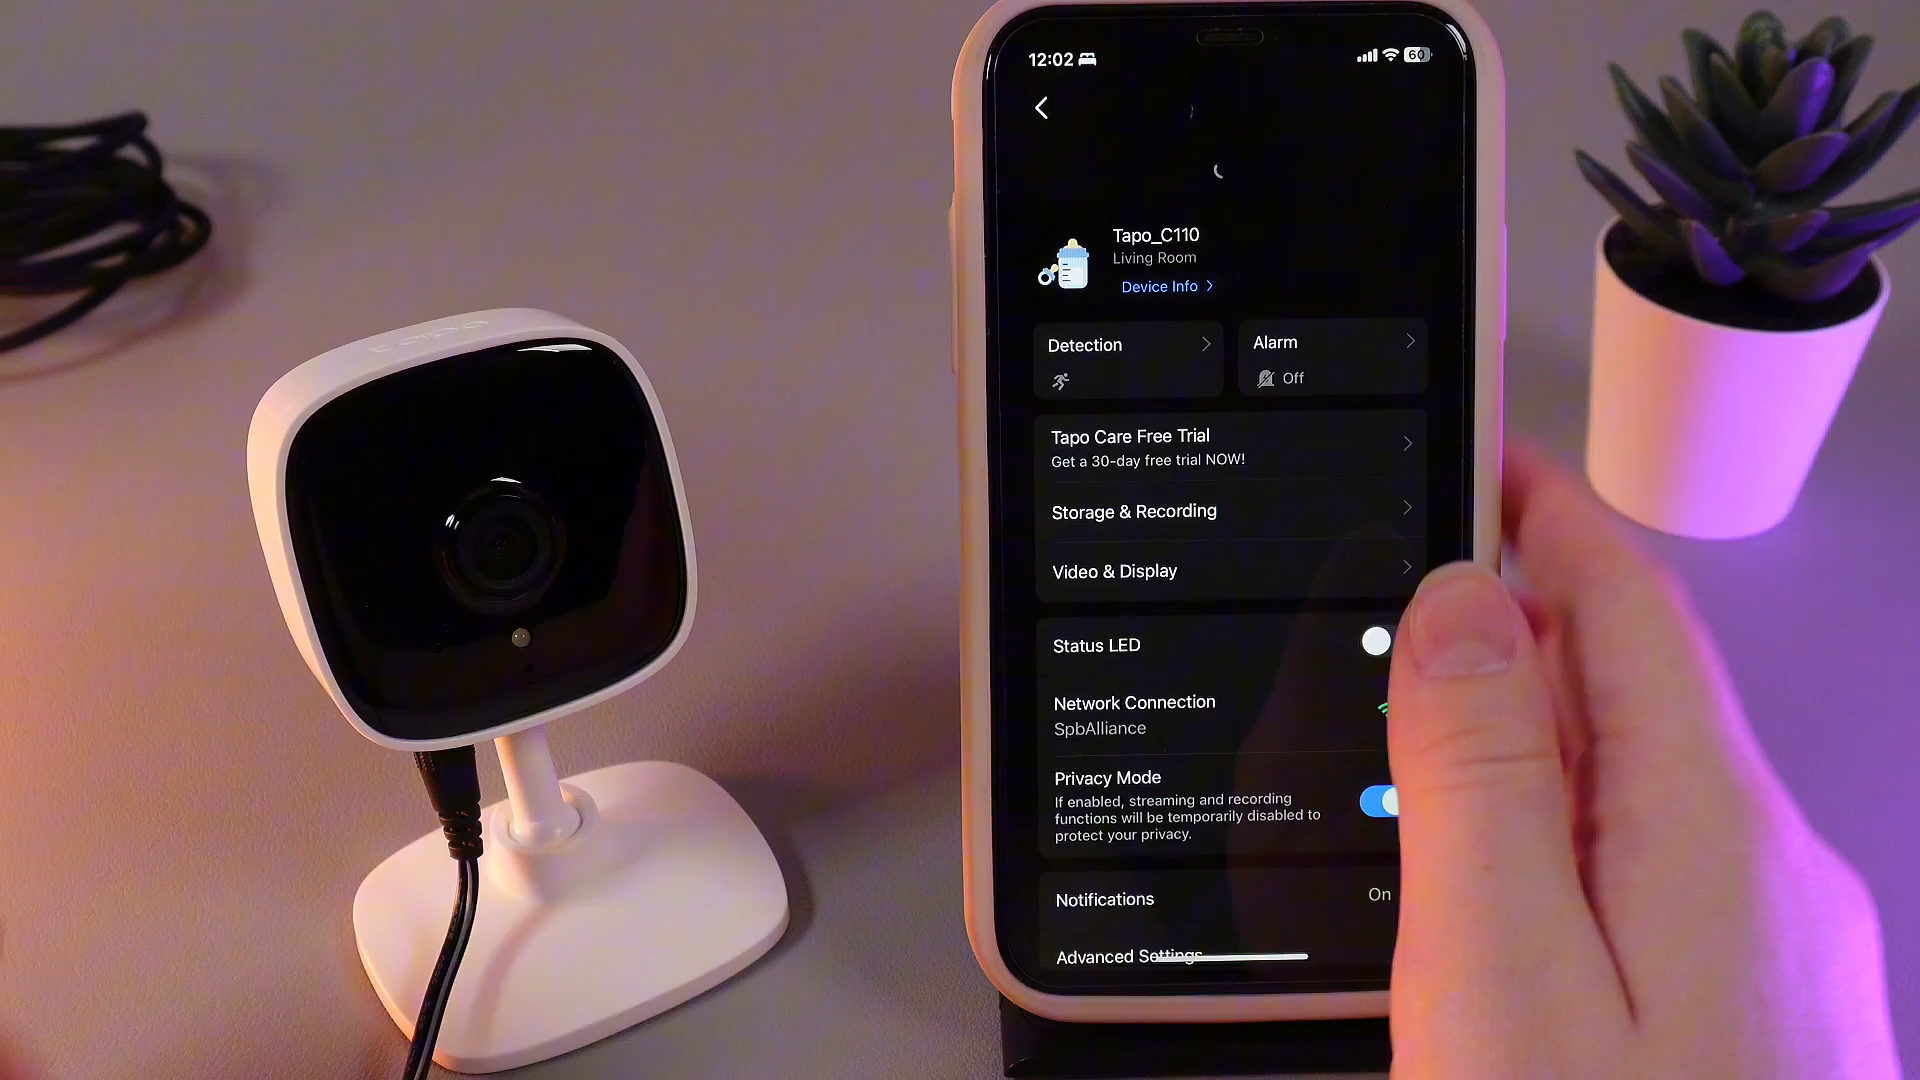 12:02
60
Tapo_C110
Living Room
Device Info
Detection
Alarm
Off
Tapo Care Free Trial
Get a 30-day free trial NOW!
Storage & Recording
Video & Display
Status LED
Network Connection
SpbAlliance
Privacy Mode
If enabled, streaming and recording
functions will be temporarily disabled to
protect your privacy.
Notifications
On
Advanced Settings
tapo